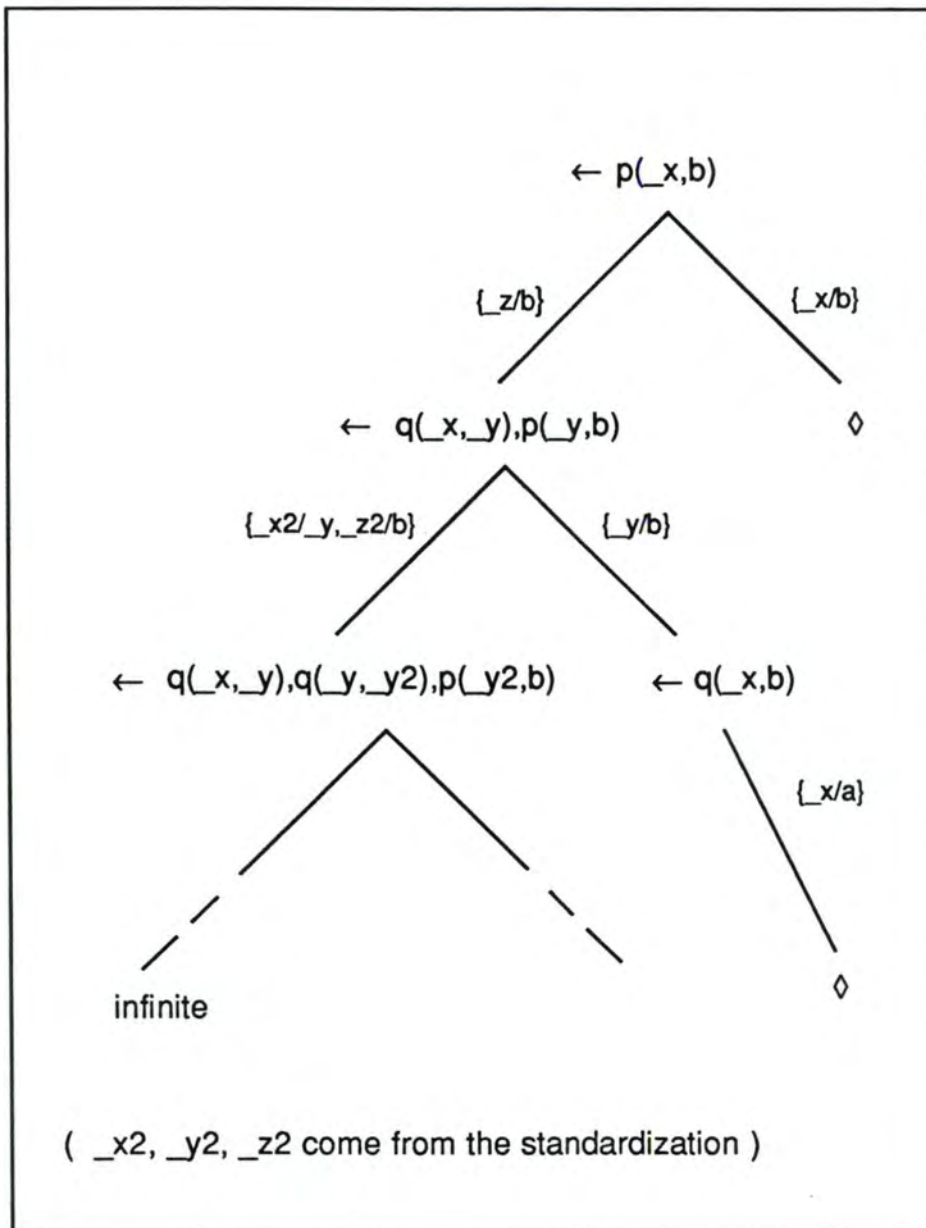 ← p(_x,b)
{_z/b}
{_x/b}
← q(_x,_y),p(_y,b)
◊
{_x2/_y,_z2/b}
{_y/b}
← q(_x,_y),q(_y,_y2),p(_y2,b)
← q(_x,b)
{_x/a}
infinite
◊
( _x2, _y2, _z2 come from the standardization )